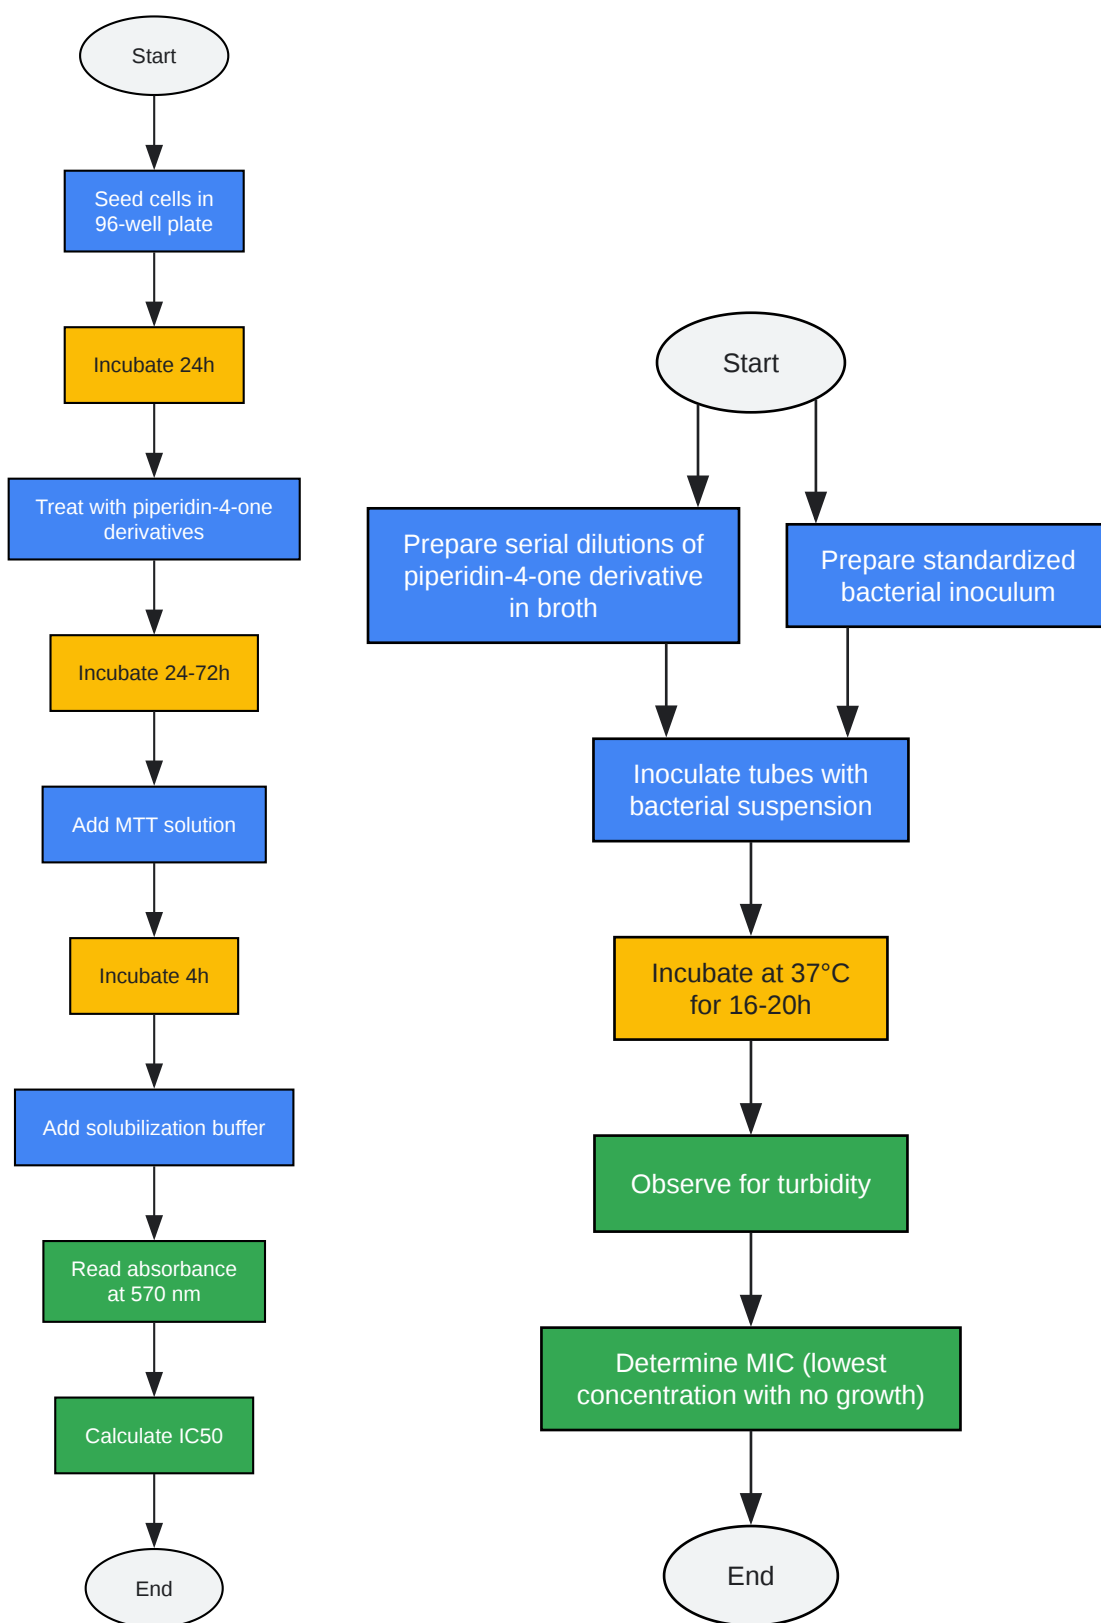 Start
Seed cells in
96-well plate
Incubate 24h
Treat with piperidin-4-one
derivatives
Incubate 24-72h
Add MTT solution
Incubate 4h
Add solubilization buffer
Read absorbance
at 570 nm
Calculate IC50
End
Start
Prepare serial dilutions of
piperidin-4-one derivative
in broth
Prepare standardized
bacterial inoculum
Inoculate tubes with
bacterial suspension
Incubate at 37°C
for 16-20h
Observe for turbidity
Determine MIC (lowest
concentration with no growth)
End